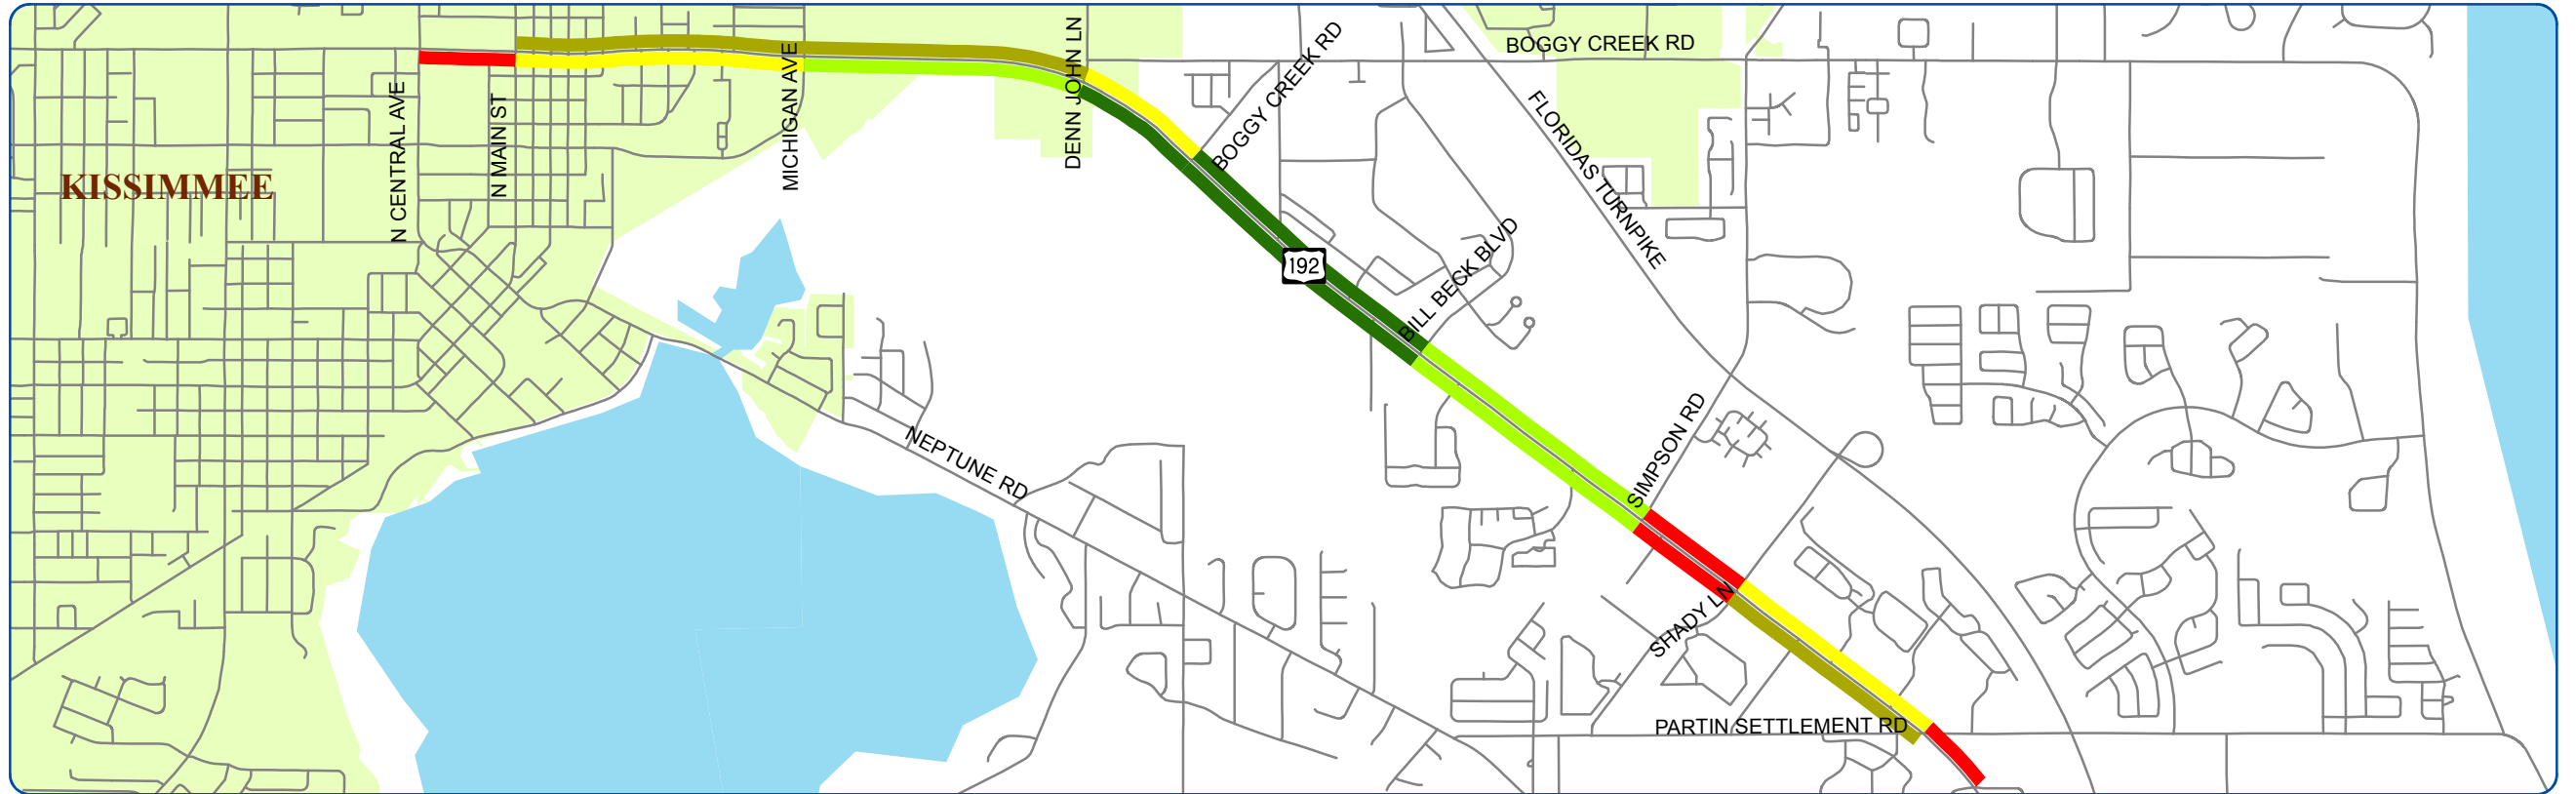 BOGGY CREEK RD
KISSIMMEE
N CENTRAL AVE
N MAIN ST
MICHIGAN AVE
DENN JOHN LN
BOGGY CREEK RD
FLORIDAS TURNPIKE
192
BILL BECK BLVD
NEPTUNE RD
SIMPSON RD
SHADY LN
PARTIN SETTLEMENT RD